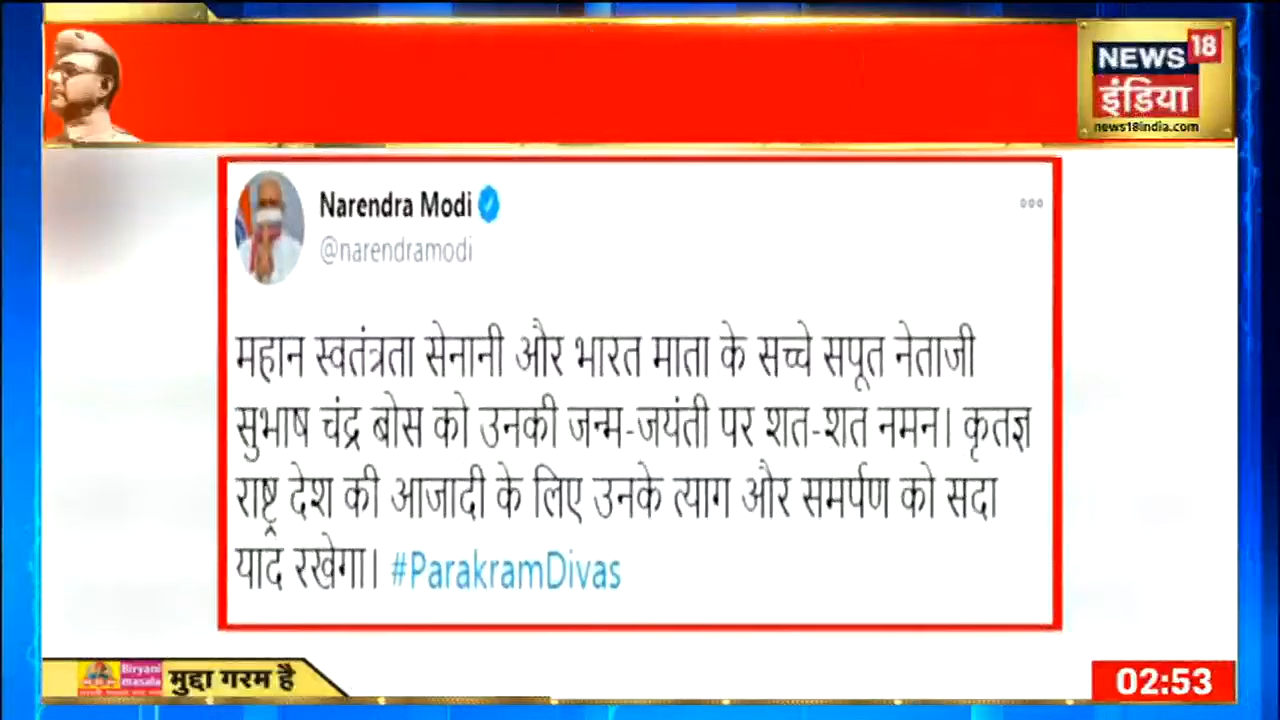 NEWS 18
इंडिया
news18india.com
Narendra Modi
@narendramodi
महान स्वतंत्रता सेनानी और भारत माता के सच्चे सपूत नेताजी
सुभाष चंद्र बोस को उनकी जन्म-जयंती पर शत-शत नमन। कृतज्ञ
राष्ट्र देश की आजादी के लिए उनके त्याग और समर्पण को सदा
याद रखेगा। #ParakramDivas
Biryani
masala
मुद्दा गरम है
02:53